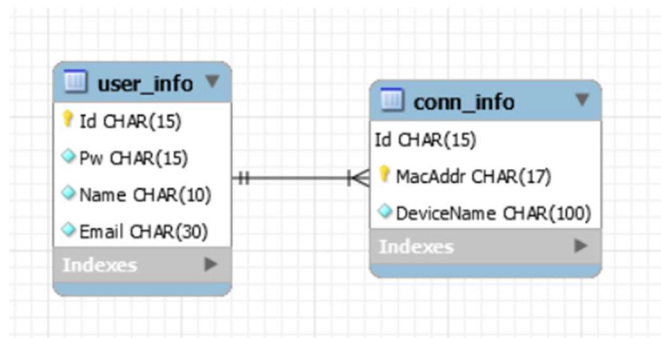 user_info
Id CHAR(15)
Pw CHAR(15)
Name CHAR(10)
Email CHAR(30)
Indexes
conn_info
Id CHAR(15)
MacAddr CHAR(17)
DeviceName CHAR(100)
Indexes